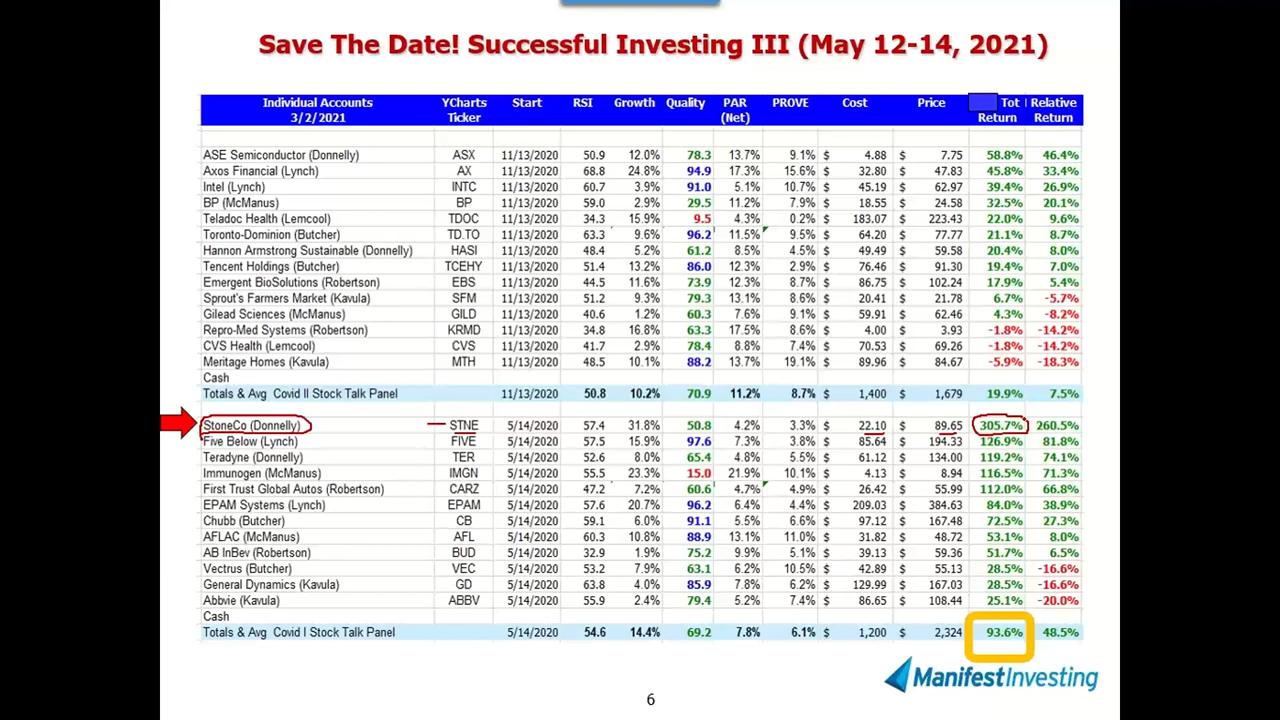 Save The Date! Successful Investing III (May 12-14, 2021)
Individual Accounts YCharts Start RSI Growth Quality PAR PROVE Cost Price Tot Relative
3/2/2021 Ticker (Net) Return Return
ASE Semiconductor (Donnelly) ASX 11/13/2020 50.9 12.0% 78.3 13.7% 9.1% $ 4.88 $ 7.75 58.8% 46.4%
Axos Financial (Lynch) AX 11/13/2020 68.8 24.8% 94.9 17.3% 15.6% $ 32.80 $ 47.83 45.8% 33.4%
Intel (Lynch) INTC 11/13/2020 60.7 3.9% 91.0 5.1% 10.7% $ 45.19 $ 62.97 39.4% 26.9%
BP (McManus) BP 11/13/2020 59.0 2.9% 29.5 11.2% 7.9% $ 18.55 $ 24.58 32.5% 20.1%
Teladoc Health (Lemcool) TDOC 11/13/2020 34.3 15.9% 9.5 4.3% 0.2% $ 183.07 $ 223.43 22.0% 9.6%
Toronto-Dominion (Butcher) TD.TO 11/13/2020 63.3 9.6% 96.2 11.5% 9.5% $ 64.20 $ 77.77 21.1% 8.7%
Hannon Armstrong Sustainable (Donnelly) HASI 11/13/2020 48.4 5.2% 61.2 8.5% 4.5% $ 49.49 $ 59.58 20.4% 8.0%
Tencent Holdings (Butcher) TCEHY 11/13/2020 51.4 13.2% 86.0 12.3% 2.9% $ 76.46 $ 91.30 19.4% 7.0%
Emergent BioSolutions (Robertson) EBS 11/13/2020 44.5 11.6% 73.9 12.3% 8.7% $ 86.75 $ 102.24 17.9% 5.4%
Sprout's Farmers Market (Kavula) SFM 11/13/2020 51.2 9.3% 79.3 13.1% 8.6% $ 20.41 $ 21.78 6.7% -5.7%
Gilead Sciences (McManus) GILD 11/13/2020 40.6 1.2% 60.3 7.6% 9.1% $ 59.91 $ 62.46 4.3% -8.2%
Repro-Med Systems (Robertson) KRMD 11/13/2020 34.8 16.8% 63.3 17.5% 8.6% $ 4.00 $ 3.93 -1.8% -14.2%
CVS Health (Lemcool) CVS 11/13/2020 41.7 2.9% 78.4 8.8% 7.4% $ 70.53 $ 69.26 -1.8% -14.2%
Meritage Homes (Kavula) MTH 11/13/2020 48.5 10.1% 88.2 13.7% 19.1% $ 89.96 $ 84.67 -5.9% -18.3%
Cash
Totals & Avg Covid II Stock Talk Panel 11/13/2020 50.8 10.2% 70.9 11.2% 8.7% $ 1,400 $ 1,679 19.9% 7.5%
StoneCo (Donnelly) STNE 5/14/2020 57.4 31.8% 50.8 4.2% 3.3% $ 22.10 $ 89.65 305.7% 260.5%
Five Below (Lynch) FIVE 5/14/2020 57.5 15.9% 97.6 7.3% 3.8% $ 85.64 $ 194.33 126.9% 81.8%
Teradyne (Donnelly) TER 5/14/2020 52.6 8.0% 65.4 4.8% 5.5% $ 61.12 $ 134.00 119.2% 74.1%
Immunogen (McManus) IMGN 5/14/2020 55.5 23.3% 15.0 21.9% 10.1% $ 4.13 $ 8.94 116.5% 71.3%
First Trust Global Autos (Robertson) CARZ 5/14/2020 47.2 7.2% 60.6 4.7% 4.9% $ 26.42 $ 55.99 112.0% 66.8%
EPAM Systems (Lynch) EPAM 5/14/2020 57.6 20.7% 96.2 6.4% 4.4% $ 209.03 $ 384.63 84.0% 38.9%
Chubb (Butcher) CB 5/14/2020 59.1 6.0% 91.1 5.5% 6.6% $ 97.12 $ 167.48 72.5% 27.3%
AFLAC (McManus) AFL 5/14/2020 60.3 10.8% 88.9 13.1% 11.0% $ 31.82 $ 48.72 53.1% 8.0%
AB InBev (Robertson) BUD 5/14/2020 32.9 1.9% 75.2 9.9% 5.1% $ 39.13 $ 59.36 51.7% 6.5%
Vectrus (Butcher) VEC 5/14/2020 53.2 7.9% 63.1 6.2% 10.5% $ 42.89 $ 55.13 28.5% -16.6%
General Dynamics (Kavula) GD 5/14/2020 63.8 4.0% 85.9 7.8% 6.2% $ 129.99 $ 167.03 28.5% -16.6%
Abbvie (Kavula) ABBV 5/14/2020 55.9 2.4% 79.4 5.2% 7.4% $ 86.65 $ 108.44 25.1% -20.0%
Cash
Totals & Avg Covid I Stock Talk Panel 5/14/2020 54.6 14.4% 69.2 7.8% 6.1% $ 1,200 $ 2,324 93.6% 48.5%
ManifestInvesting
6